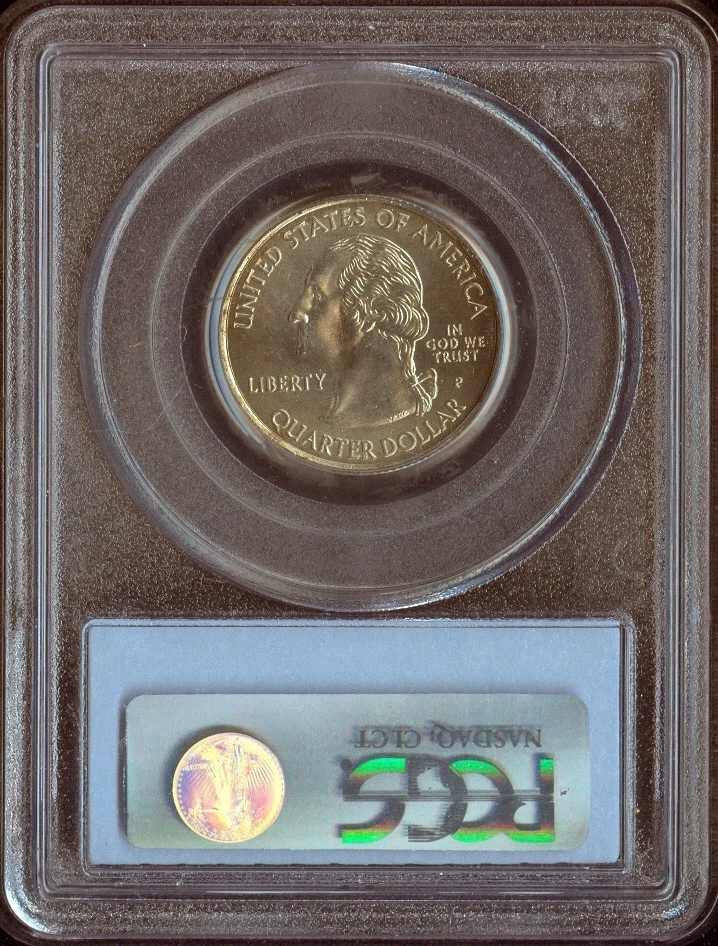 UNITED STATES OF AMERICA
IN
GOD WE
TRUST
LIBERTY
P
QUARTER DOLLAR
NASDAQ, CLCT
PCGS